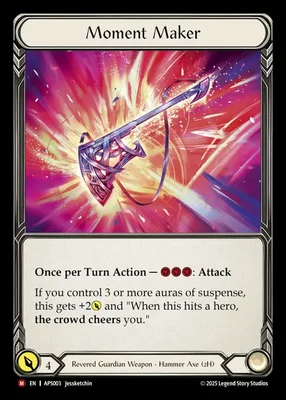 Moment Maker
Once per Turn Action — : Attack
If you control 3 or more auras of suspense,
this gets +2 and "When this hits a hero,
the crowd cheers you."
4
Revered Guardian Weapon - Hammer Axe (2H)
M EN | APS003 Jessketchin
© 2025 Legend Story Studios